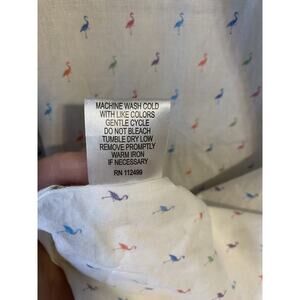 MACHINE WASH COLD
WITH LIKE COLORS
GENTLE CYCLE
DO NOT BLEACH
TUMBLE DRY LOW
REMOVE PROMPTLY
WARM IRON
IF NECESSARY
RN 112499